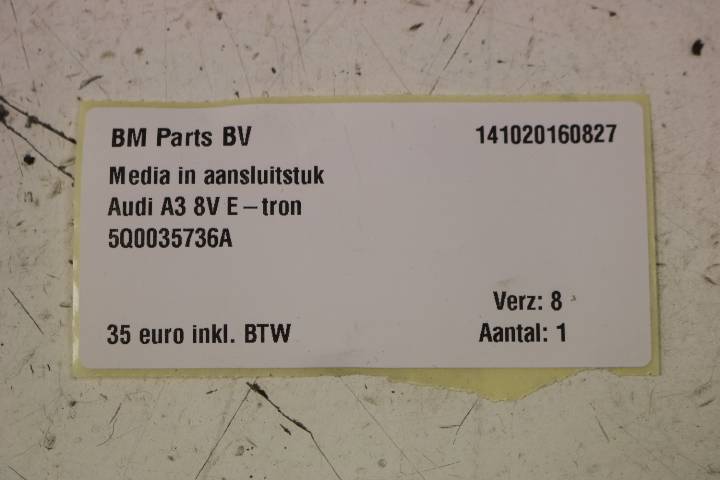 BM Parts BV 141020160827
Media in aansluitstuk
Audi A3 8V E-tron
5Q0035736A
Verz: 8
35 euro inkl. BTW Aantal: 1